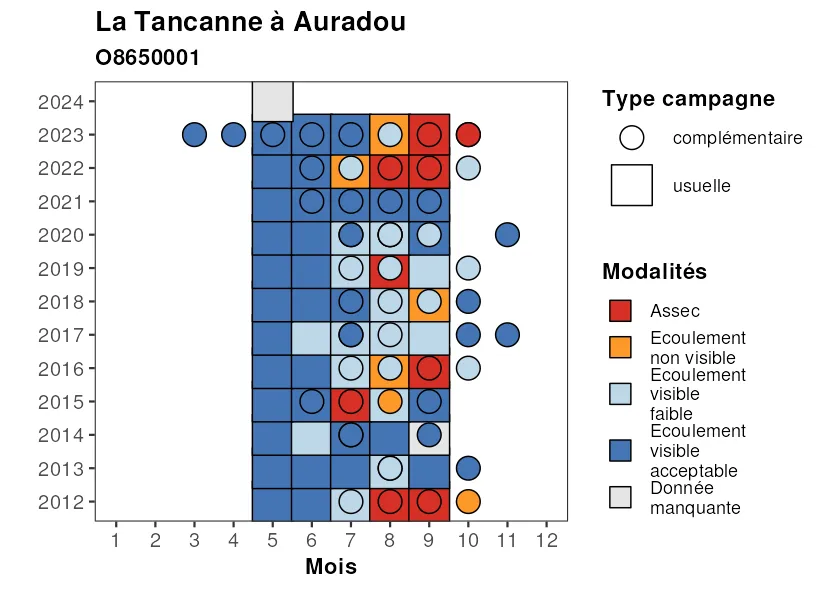 La Tancanne à Auradou
O8650001
2024
2023
2022
2021
2020
2019
2018
2017
2016
2015
2014
2013
2012
1 2 3 4 5 6 7 8 9 10 11 12
Mois
Type campagne
complémentaire
usuelle
Modalités
Assec
Ecoulement
non visible
Ecoulement
visible
faible
Ecoulement
visible
acceptable
Donnée
manquante